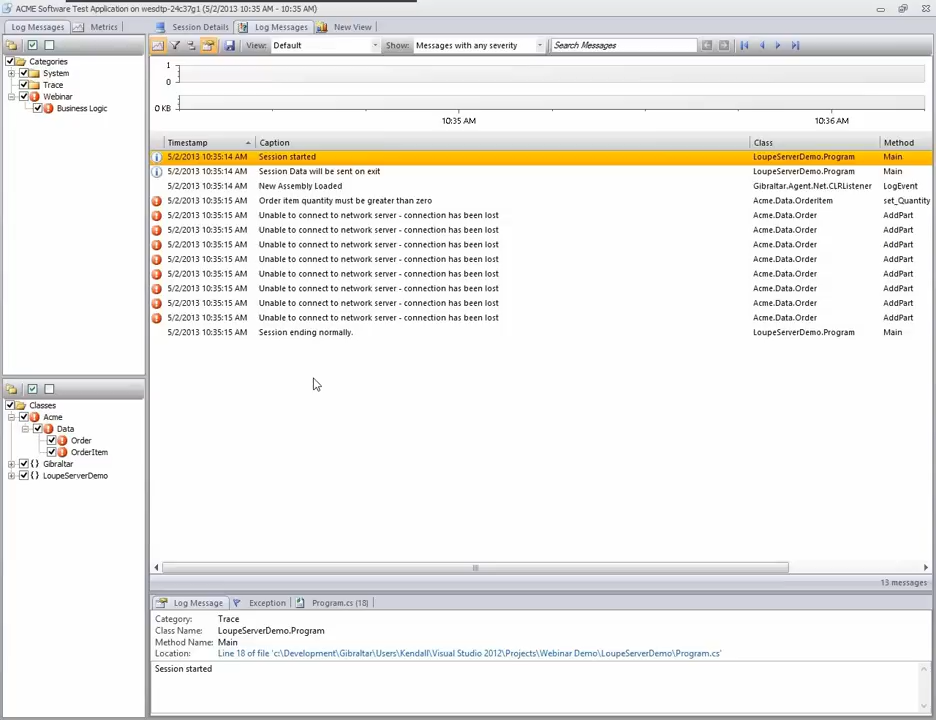 ACME Software Test Application on wesdtp-24c37g1 (5/2/2013 10:35 AM - 10:35 AM)
Log Messages Metrics Session Details Log Messages New View
View: Default Show: Messages with any severity Search Messages
Categories
System
Trace
Webinar
Business Logic
1
0
0 KB
10:35 AM 10:36 AM
Timestamp Caption Class Method
5/2/2013 10:35:14 AM Session started LoupeServerDemo.Program Main
5/2/2013 10:35:14 AM Session Data will be sent on exit LoupeServerDemo.Program Main
5/2/2013 10:35:14 AM New Assembly Loaded Gibraltar.Agent.Net.CLRListener LogEvent
5/2/2013 10:35:15 AM Order item quantity must be greater than zero Acme.Data.OrderItem set_Quantity
5/2/2013 10:35:15 AM Unable to connect to network server - connection has been lost Acme.Data.Order AddPart
5/2/2013 10:35:15 AM Unable to connect to network server - connection has been lost Acme.Data.Order AddPart
5/2/2013 10:35:15 AM Unable to connect to network server - connection has been lost Acme.Data.Order AddPart
5/2/2013 10:35:15 AM Unable to connect to network server - connection has been lost Acme.Data.Order AddPart
5/2/2013 10:35:15 AM Unable to connect to network server - connection has been lost Acme.Data.Order AddPart
5/2/2013 10:35:15 AM Unable to connect to network server - connection has been lost Acme.Data.Order AddPart
5/2/2013 10:35:15 AM Unable to connect to network server - connection has been lost Acme.Data.Order AddPart
5/2/2013 10:35:15 AM Unable to connect to network server - connection has been lost Acme.Data.Order AddPart
5/2/2013 10:35:15 AM Session ending normally. LoupeServerDemo.Program Main
Classes
Acme
Data
Order
OrderItem
Gibraltar
LoupeServerDemo
13 messages
Log Message Exception Program.cs (18)
Category: Trace
Class Name: LoupeServerDemo.Program
Method Name: Main
Location: Line 18 of file 'c:\Development\Gibraltar\Users\Kendall\Visual Studio 2012\Projects\Webinar Demo\LoupeServerDemo\Program.cs'
Session started